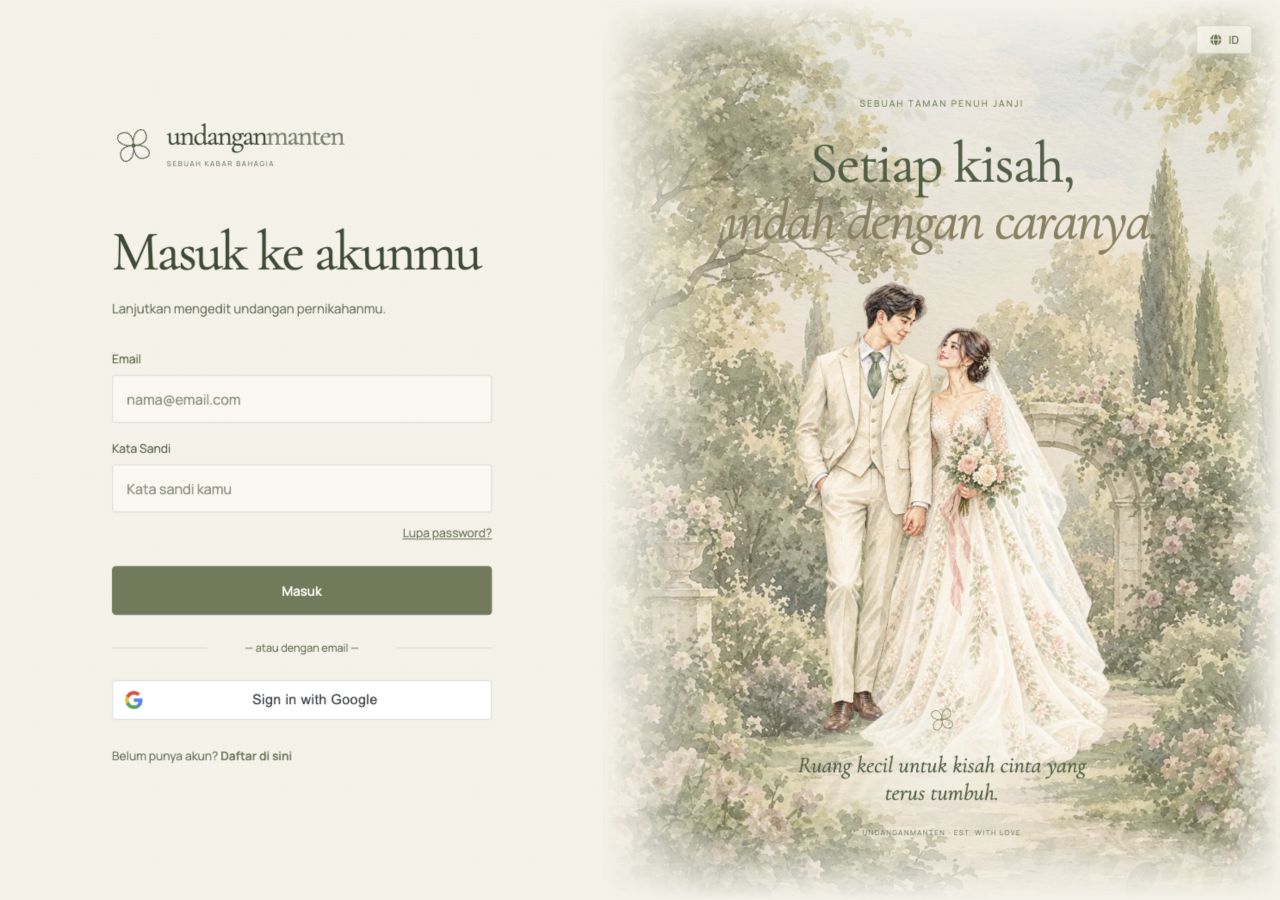 undanganmanten
SEBUAH KABAR BAHAGIA
Masuk ke akunmu
Lanjutkan mengedit undangan pernikahanmu.
Email
nama@email.com
Kata Sandi
Kata sandi kamu
Lupa password?
Masuk
— atau dengan email —
Sign in with Google
Belum punya akun? Daftar di sini
ID
SEBUAH TAMAN PENUH JANJI
Setiap kisah,
indah dengan caranya.
Ruang kecil untuk kisah cinta yang
terus tumbuh.
UNDANGANMANTEN · EST. WITH LOVE